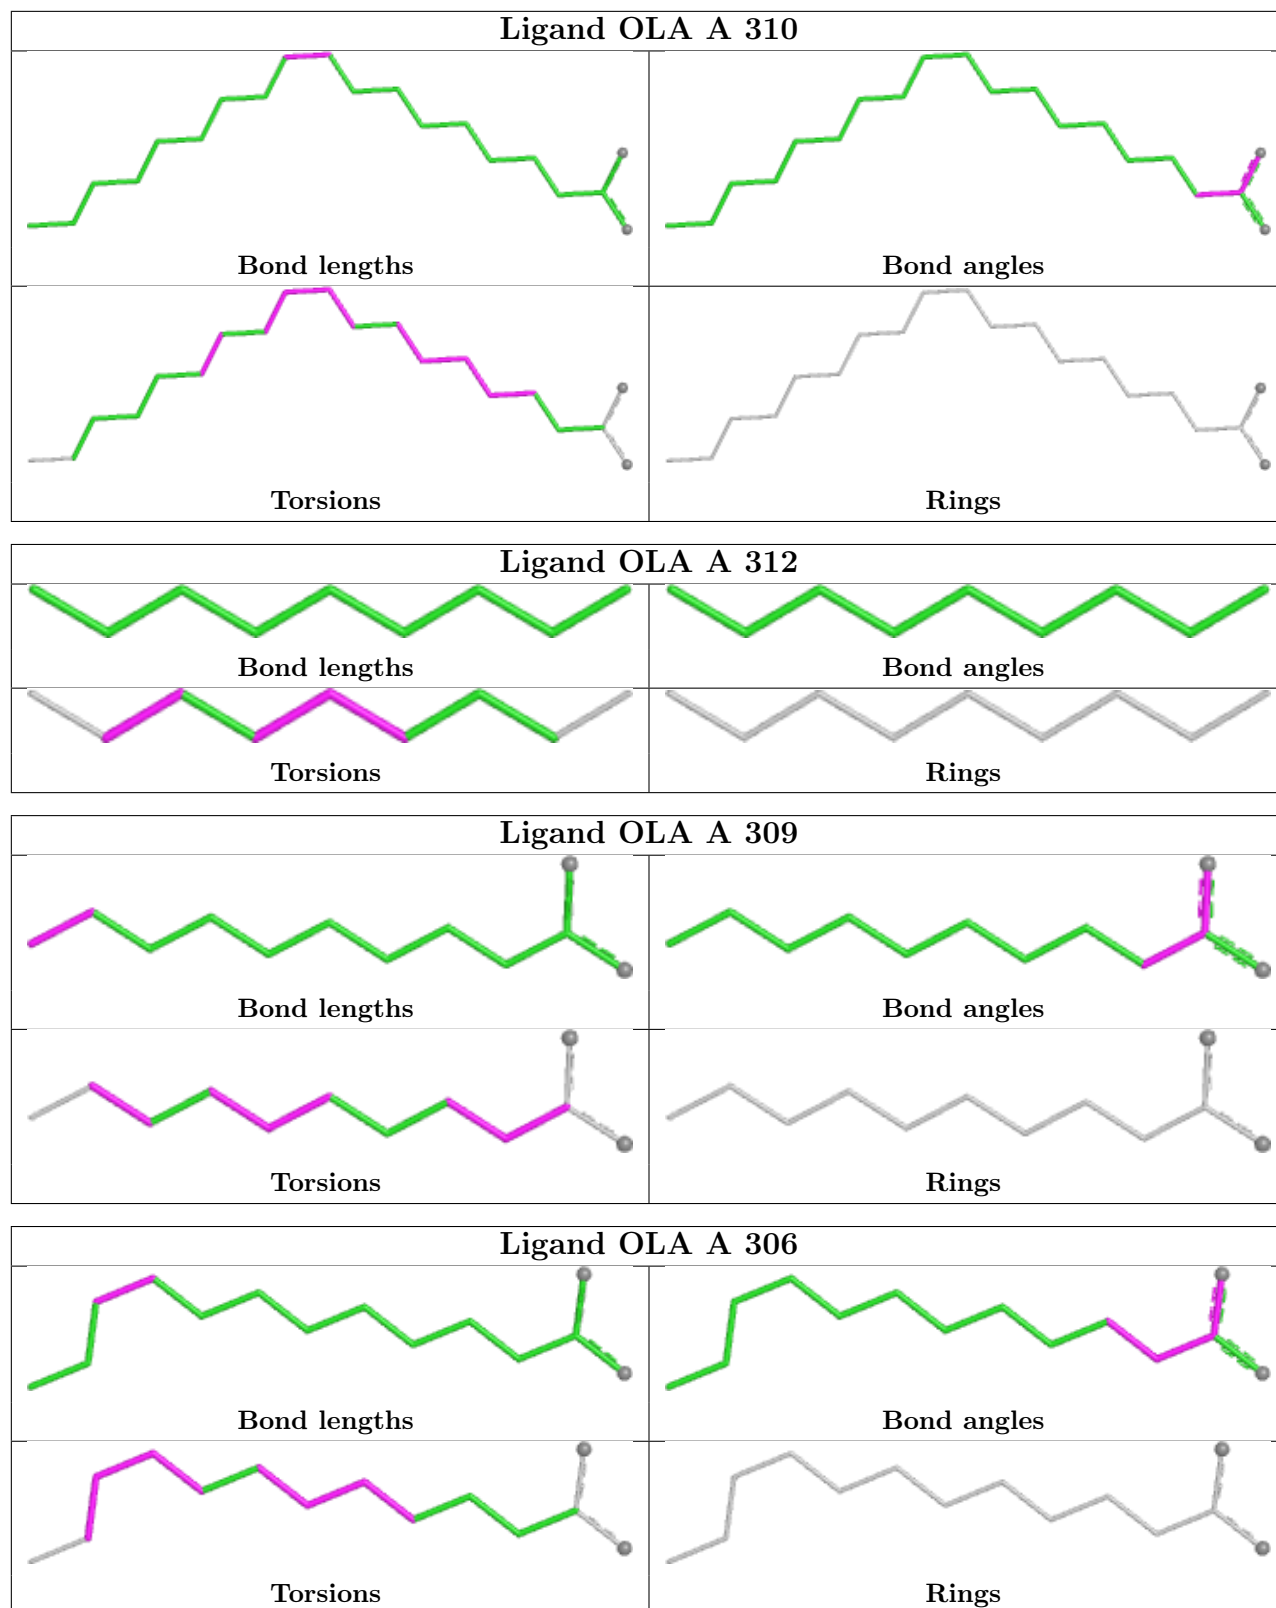 Ligand OLA A 310
Bond lengths
Bond angles
Torsions
Rings
Ligand OLA A 312
Bond lengths
Bond angles
Torsions
Rings
Ligand OLA A 309
Bond lengths
Bond angles
Torsions
Rings
Ligand OLA A 306
Bond lengths
Bond angles
Torsions
Rings